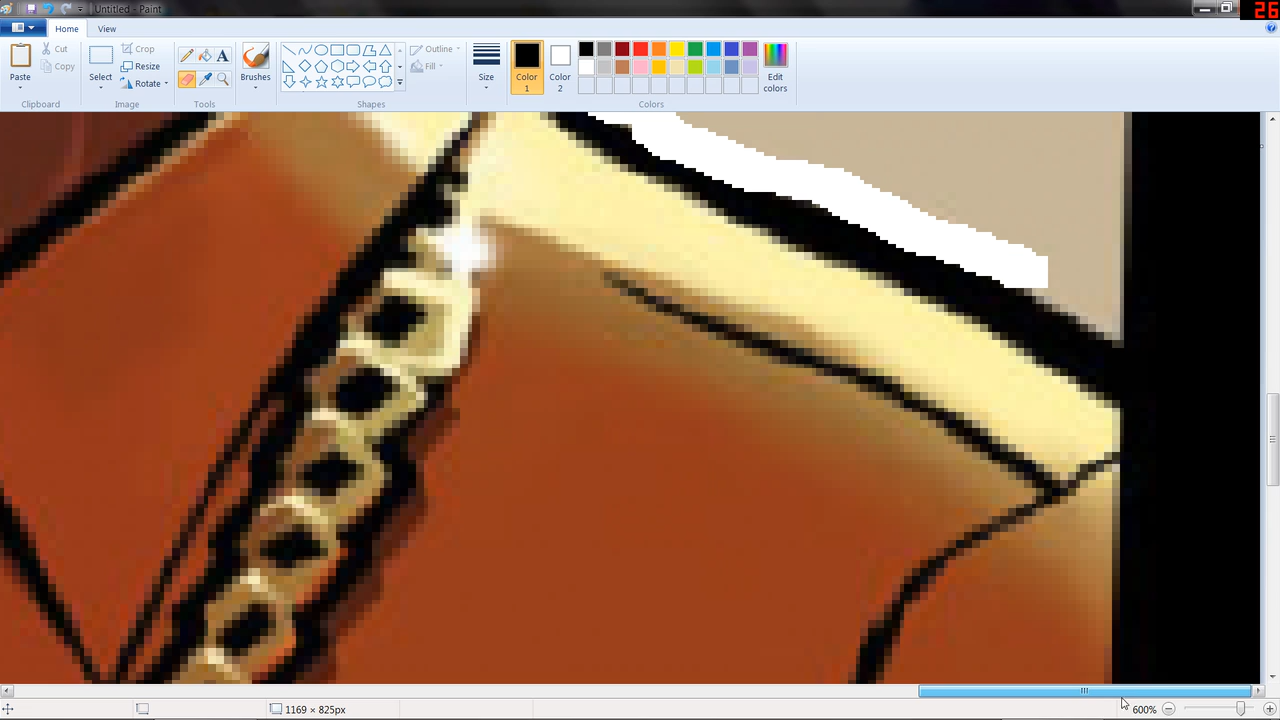 Untitled - Paint
26
Home View
Paste
Cut
Copy
Clipboard
Select
Crop
Resize
Rotate
Image
A
Tools
Brushes
Outline
Fill
Shapes
Size
Color 1
Color 2
Edit colors
Colors
1169 × 825px
600%